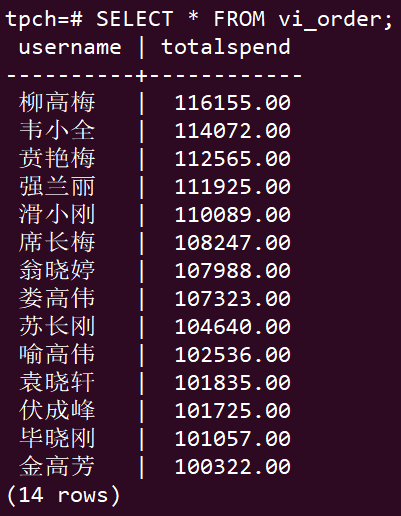 tpch=# SELECT * FROM vi_order;
 username | totalspend
----------+------------
 柳高梅   |  116155.00
 韦小全   |  114072.00
 贲艳梅   |  112565.00
 强兰丽   |  111925.00
 滑小刚   |  110089.00
 席长梅   |  108247.00
 翁晓婷   |  107988.00
 娄高伟   |  107323.00
 苏长刚   |  104640.00
 喻高伟   |  102536.00
 袁晓轩   |  101835.00
 伏成峰   |  101725.00
 毕晓刚   |  101057.00
 金高芳   |  100322.00
(14 rows)